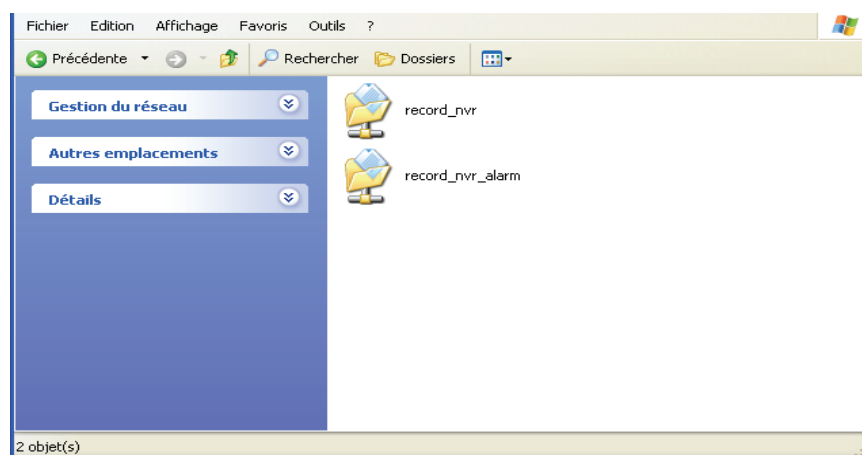 Fichier Edition Affichage Favoris Outils ?
Précédente Rechercher Dossiers
Gestion du réseau
Autres emplacements
Détails
record_nvr
record_nvr_alarm
2 objet(s)